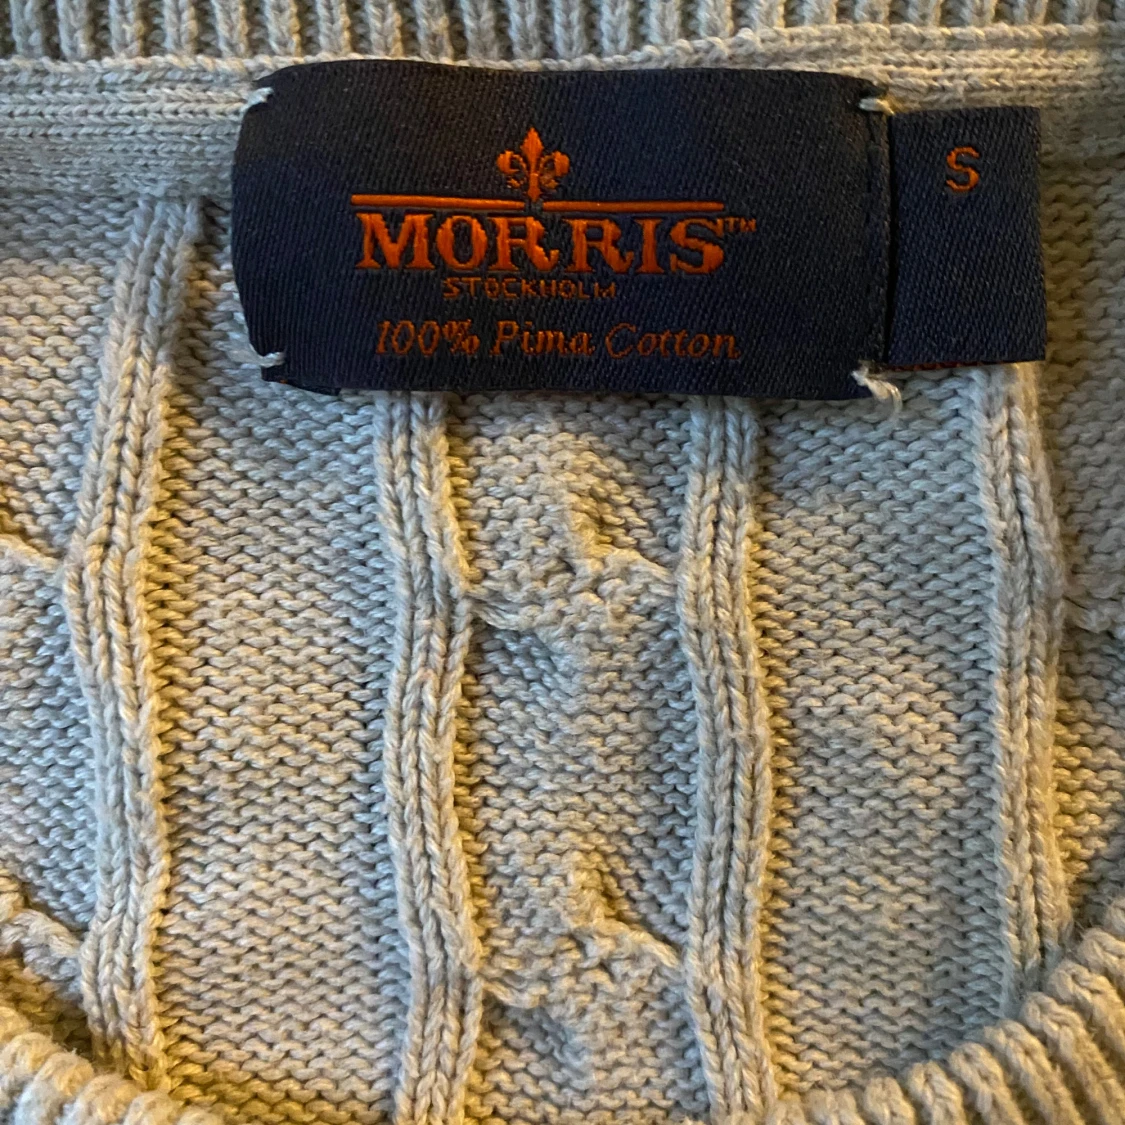 MORRIS™
STOCKHOLM
100% Pima Cotton
S